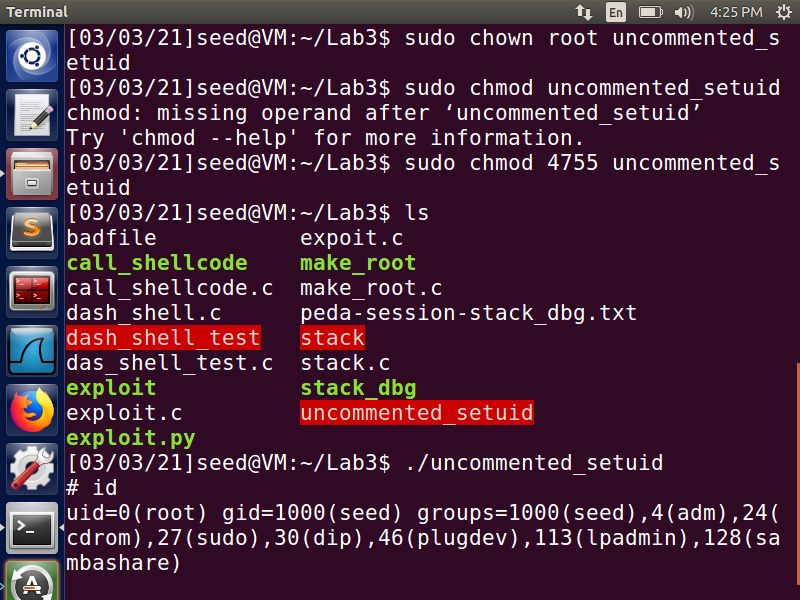 Terminal En 4:25 PM
[03/03/21]seed@VM:~/Lab3$ sudo chown root uncommented_s
etuid
[03/03/21]seed@VM:~/Lab3$ sudo chmod uncommented_setuid
chmod: missing operand after ‘uncommented_setuid’
Try 'chmod --help' for more information.
[03/03/21]seed@VM:~/Lab3$ sudo chmod 4755 uncommented_s
etuid
[03/03/21]seed@VM:~/Lab3$ ls
badfile expoit.c
call_shellcode make_root
call_shellcode.c make_root.c
dash_shell.c peda-session-stack_dbg.txt
dash_shell_test stack
das_shell_test.c stack.c
exploit stack_dbg
exploit.c uncommented_setuid
exploit.py
[03/03/21]seed@VM:~/Lab3$ ./uncommented_setuid
# id
uid=0(root) gid=1000(seed) groups=1000(seed),4(adm),24(
cdrom),27(sudo),30(dip),46(plugdev),113(lpadmin),128(sa
mbashare)